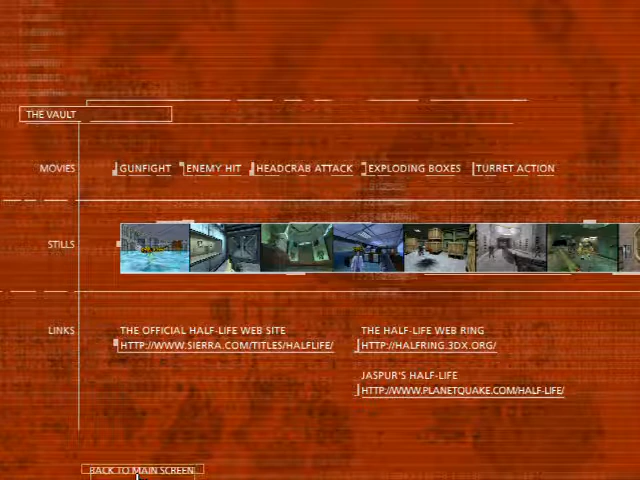 THE VAULT
MOVIES
GUNFIGHT
ENEMY HIT
HEADCRAB ATTACK
EXPLODING BOXES
TURRET ACTION
STILLS
LINKS
THE OFFICIAL HALF-LIFE WEB SITE
HTTP://WWW.SIERRA.COM/TITLES/HALFLIFE/
THE HALF-LIFE WEB RING
HTTP://HALFRING.3DX.ORG/
JASPUR'S HALF-LIFE
HTTP://WWW.PLANETQUAKE.COM/HALF-LIFE/
BACK TO MAIN SCREEN